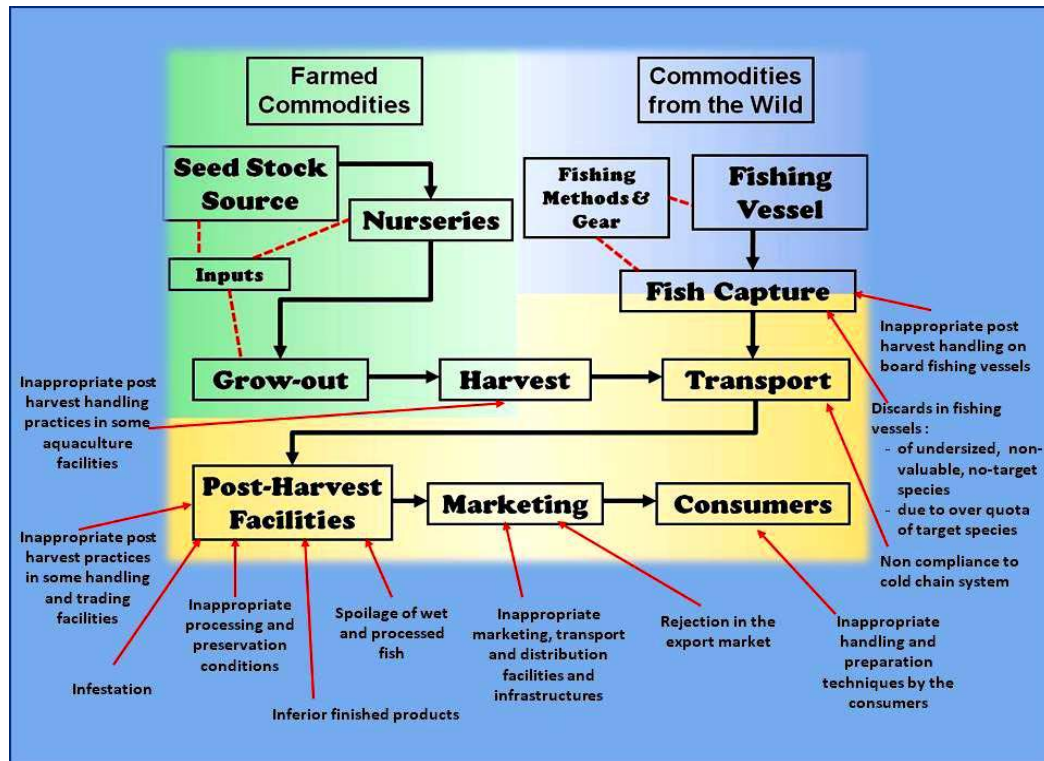 Farmed
Commodities
Commodities
from the Wild
Seed Stock
Source
Nurseries
Inputs
Fishing
Methods &
Gear
Fishing
Vessel
Fish Capture
Grow-out
Harvest
Transport
Inappropriate post
harvest handling on
board fishing vessels
Inappropriate post
harvest handling
practices in some
aquaculture
facilities
Discards in fishing
vessels :
- of undersized, non-
valuable, no-target
species
- due to over quota
of target species
Post-Harvest
Facilities
Marketing
Consumers
Inappropriate post
harvest practices
in some handling
and trading
facilities
Non compliance to
cold chain system
Infestation
Inappropriate
processing and
preservation
conditions
Inferior finished products
Spoilage of wet
and processed
fish
Inappropriate
marketing, transport
and distribution
facilities and
infrastructures
Rejection in the
export market
Inappropriate
handling and
preparation
techniques by the
consumers